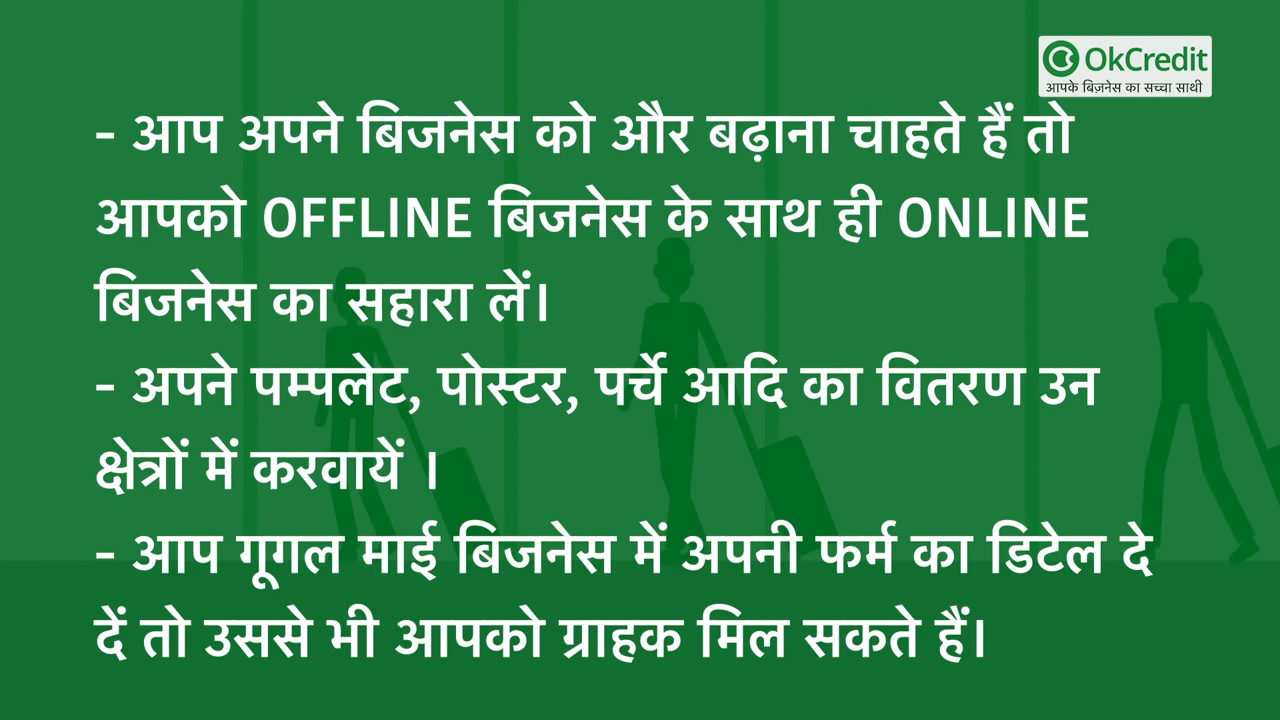 OkCredit
आपके बिज़नेस का सच्चा साथी
- आप अपने बिजनेस को और बढ़ाना चाहते हैं तो
आपको OFFLINE बिजनेस के साथ ही ONLINE
बिजनेस का सहारा लें।
- अपने पम्पलेट, पोस्टर, पर्चे आदि का वितरण उन
क्षेत्रों में करवायें ।
- आप गूगल माई बिजनेस में अपनी फर्म का डिटेल दे
दें तो उससे भी आपको ग्राहक मिल सकते हैं।